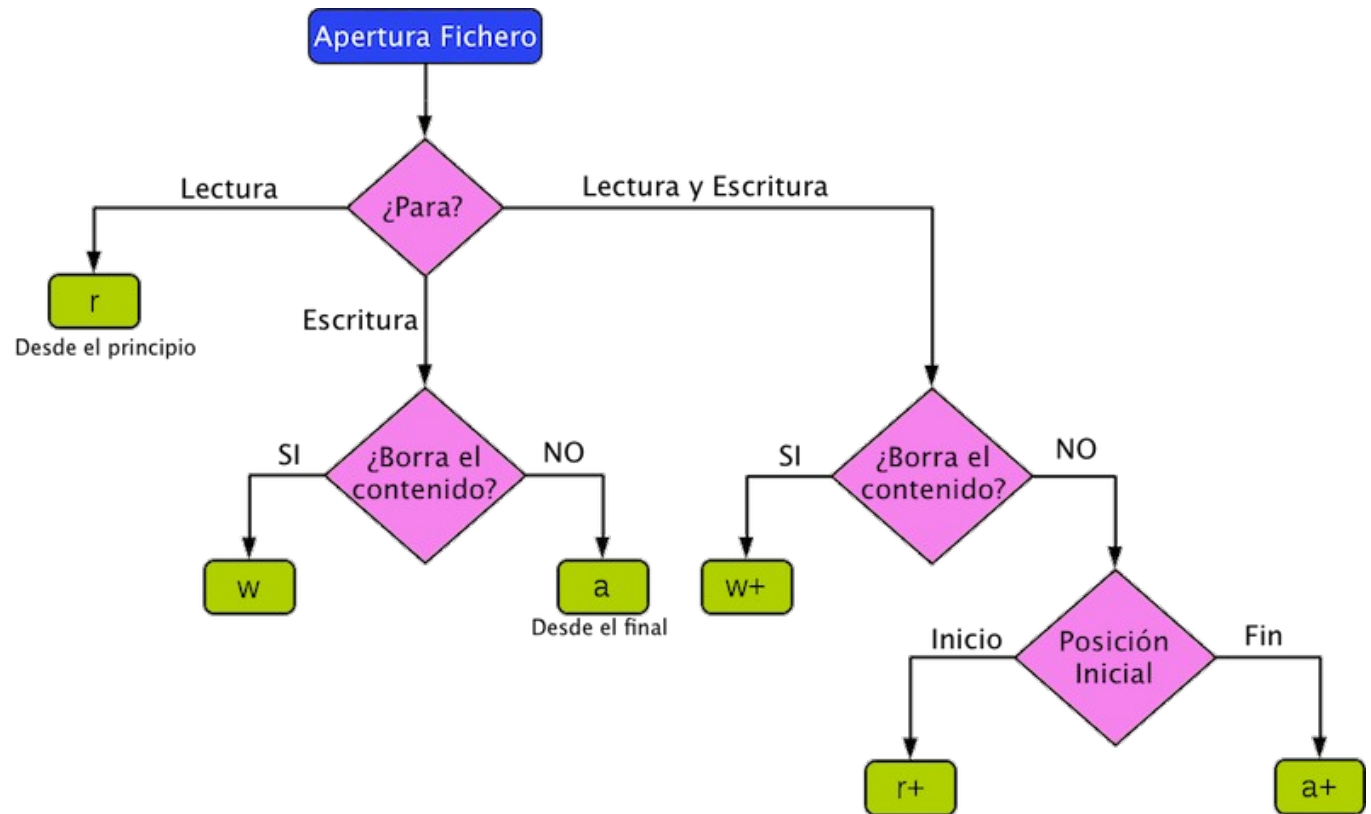 Apertura Fichero
Lectura
¿Para?
Lectura y Escritura
r
Desde el principio
Escritura
SI
¿Borra el
contenido?
NO
SI
¿Borra el
contenido?
NO
w
a
Desde el final
w+
Inicio
Posición
Inicial
Fin
r+
a+